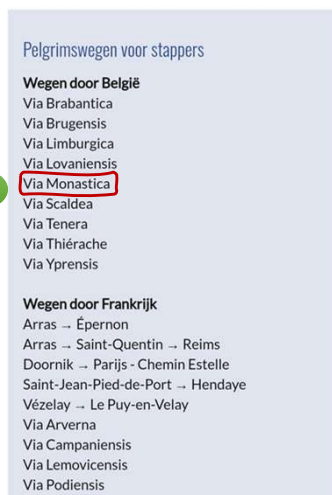 Pelgrimswegen voor stappers
Wegen door België
Via Brabantica
Via Brugensis
Via Limburgica
Via Lovaniensis
Via Monastica
Via Scaldea
Via Tenera
Via Thiérache
Via Yprensis
Wegen door Frankrijk
Arras → Épernon
Arras → Saint-Quentin → Reims
Doornik → Parijs - Chemin Estelle
Saint-Jean-Pied-de-Port → Hendaye
Vézelay → Le Puy-en-Velay
Via Arverna
Via Campaniensis
Via Lemovicensis
Via Podiensis